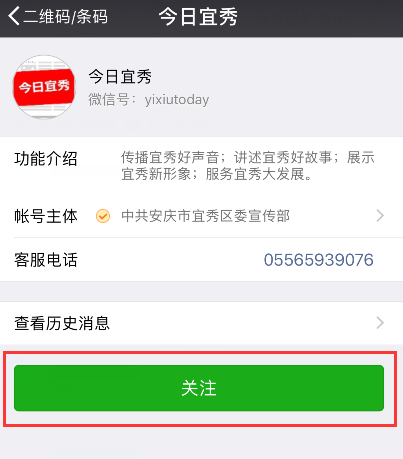 二维码/条码
今日宜秀
今日宜秀
今日宜秀
微信号：yixiutoday
功能介绍
传播宜秀好声音；讲述宜秀好故事；展示
宜秀新形象；服务宜秀大发展。
帐号主体
中共安庆市宜秀区委宣传部
客服电话
05565939076
查看历史消息
关注